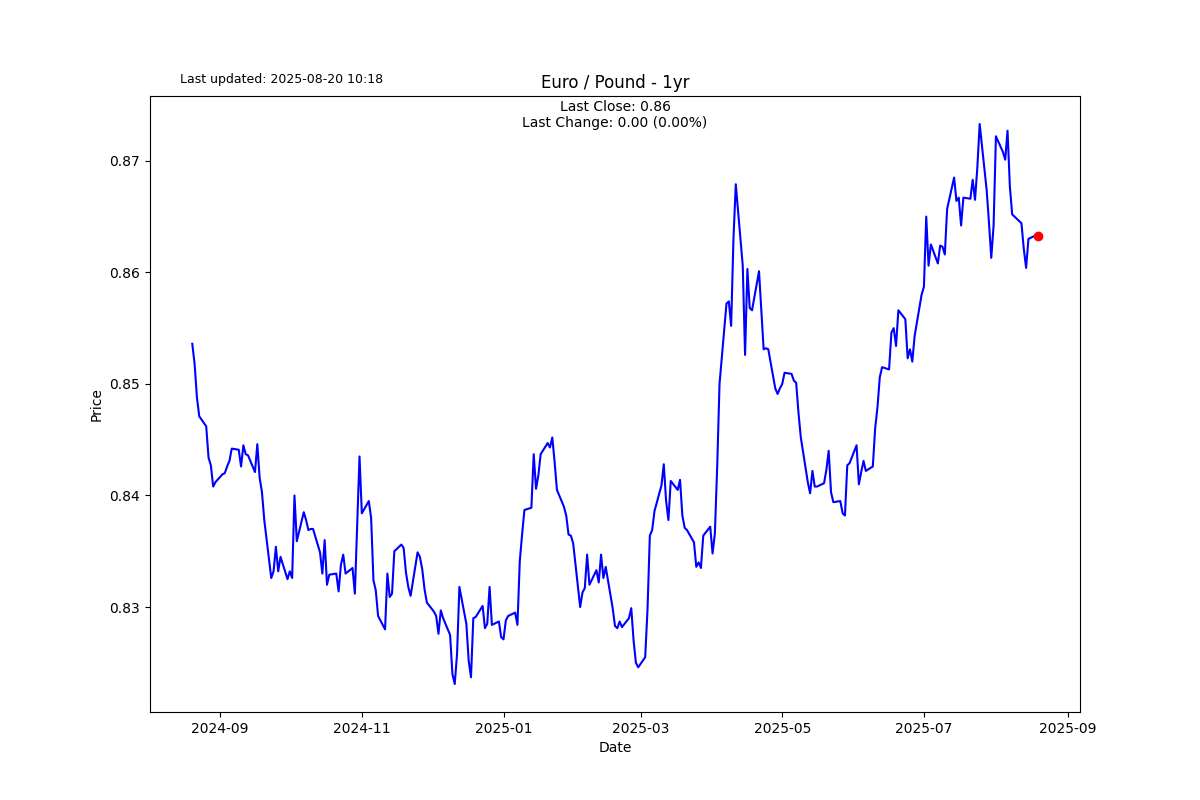 Last updated: 2025-08-20 10:18
Euro / Pound - 1yr
Last Close: 0.86
Last Change: 0.00 (0.00%)
0.87
0.86
0.85
0.84
0.83
Price
2024-09 2024-11 2025-01 2025-03 2025-05 2025-07 2025-09
Date